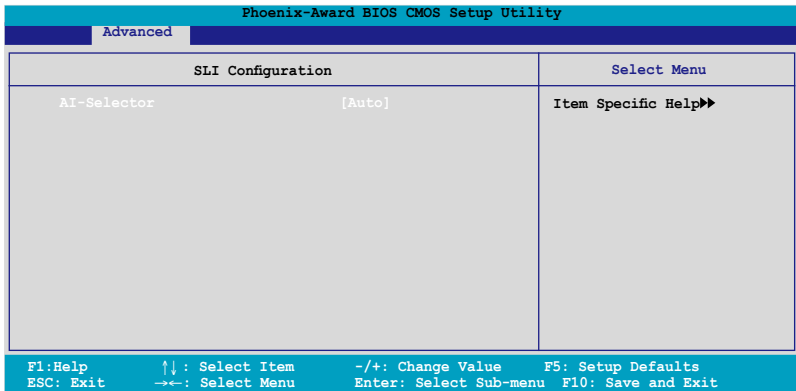 Phoenix-Award BIOS CMOS Setup Utility
Advanced
SLI Configuration
Select Menu
AI-Selector [Auto]
Item Specific Help▶▶
F1:Help ↑↓ : Select Item -/+: Change Value F5: Setup Defaults
ESC: Exit →←: Select Menu Enter: Select Sub-menu F10: Save and Exit